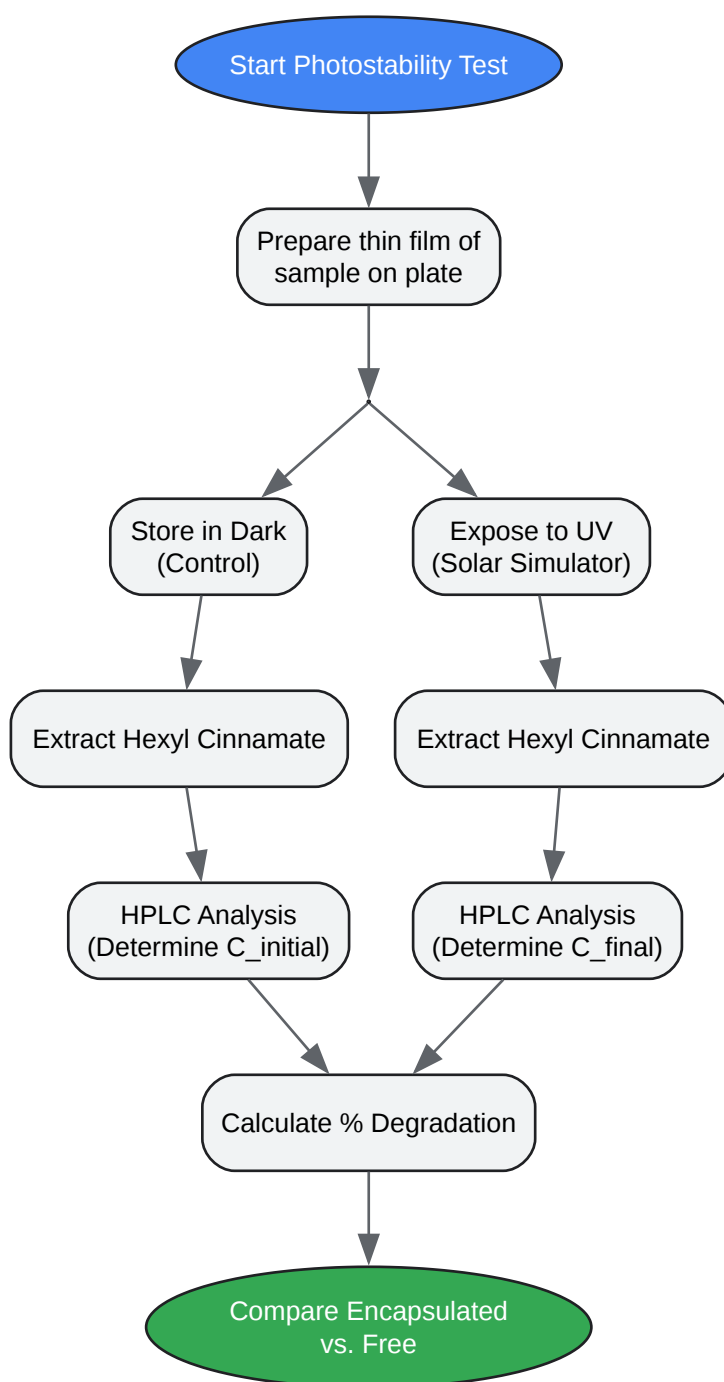 Start Photostability Test
Prepare thin film of
sample on plate
Store in Dark
(Control)
Expose to UV
(Solar Simulator)
Extract Hexyl Cinnamate
Extract Hexyl Cinnamate
HPLC Analysis
(Determine C_initial)
HPLC Analysis
(Determine C_final)
Calculate % Degradation
Compare Encapsulated
vs. Free